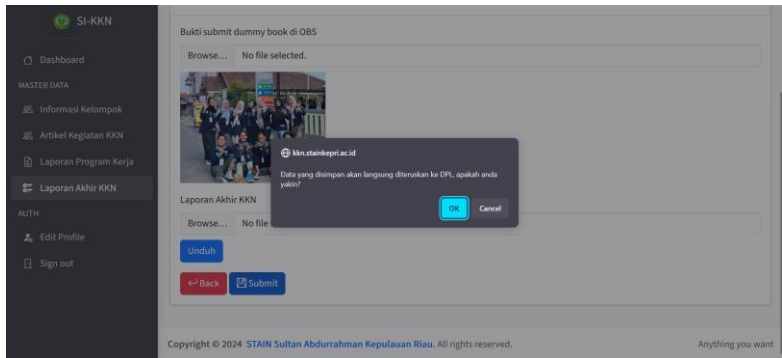 SI-KKN
Dashboard
MASTER DATA
Informasi Kelompok
Artikel Kegiatan KKN
Laporan Program Kerja
Laporan Akhir KKN
AUTH
Edit Profile
Sign out
Bukti submit dummy book di OBS
Browse... No file selected.
kkn.stainkepri.ac.id
Data yang disimpan akan langsung diteruskan ke DPL, apakah anda
yakin?
OK Cancel
Laporan Akhir KKN
Browse... No file
Unduh
Back Submit
Copyright © 2024 STAIN Sultan Abdurrahman Kepulauan Riau. All rights reserved. Anything you want